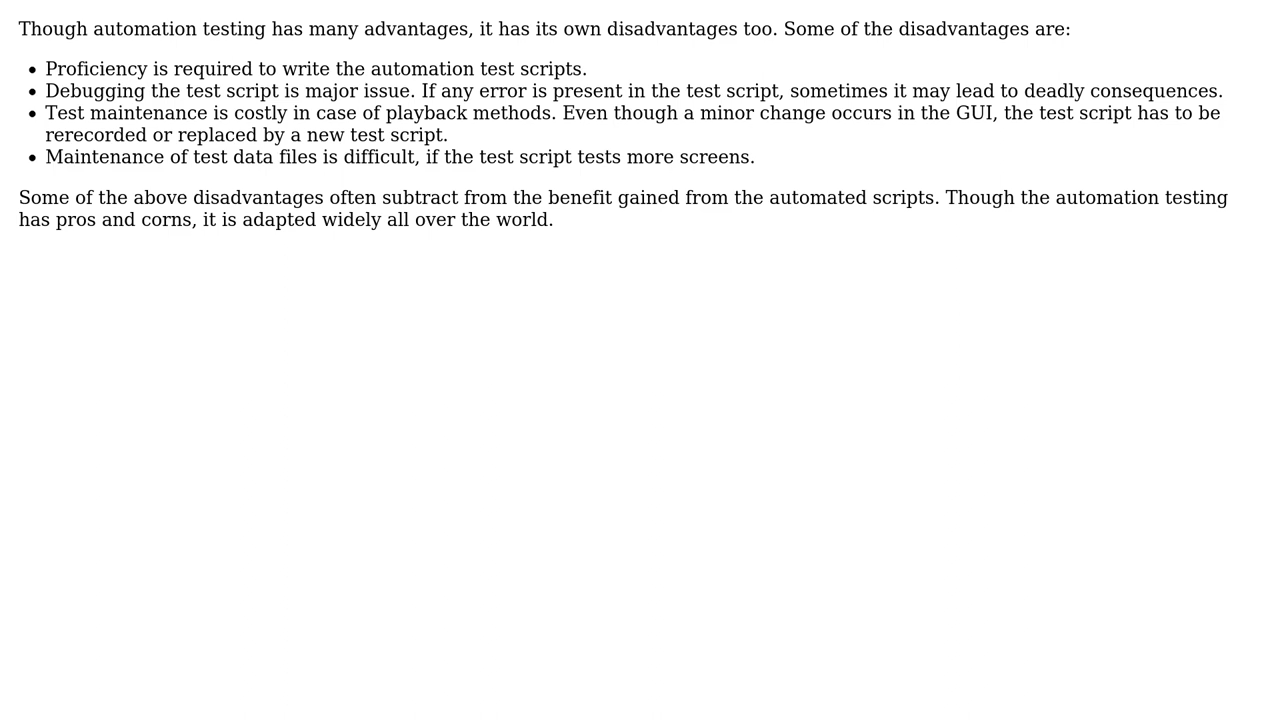 Though automation testing has many advantages, it has its own disadvantages too. Some of the disadvantages are:
• Proficiency is required to write the automation test scripts.
• Debugging the test script is major issue. If any error is present in the test script, sometimes it may lead to deadly consequences.
• Test maintenance is costly in case of playback methods. Even though a minor change occurs in the GUI, the test script has to be
rerecorded or replaced by a new test script.
• Maintenance of test data files is difficult, if the test script tests more screens.
Some of the above disadvantages often subtract from the benefit gained from the automated scripts. Though the automation testing
has pros and corns, it is adapted widely all over the world.